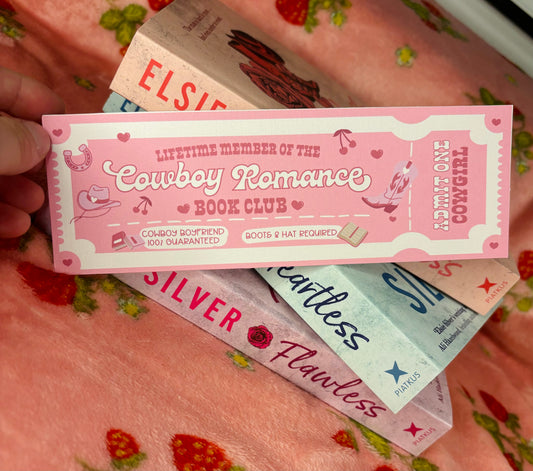 ELSIE
LIFETIME MEMBER OF THE
Cowboy Romance
BOOK CLUB
COWBOY BOYFRIEND
100% GUARANTEED
BOOTS & HAT REQUIRED
ADMIT ONE
COWGIRL
SILVER
Flawless
PIATKUS
Heartless
PIATKUS
PIATKUS